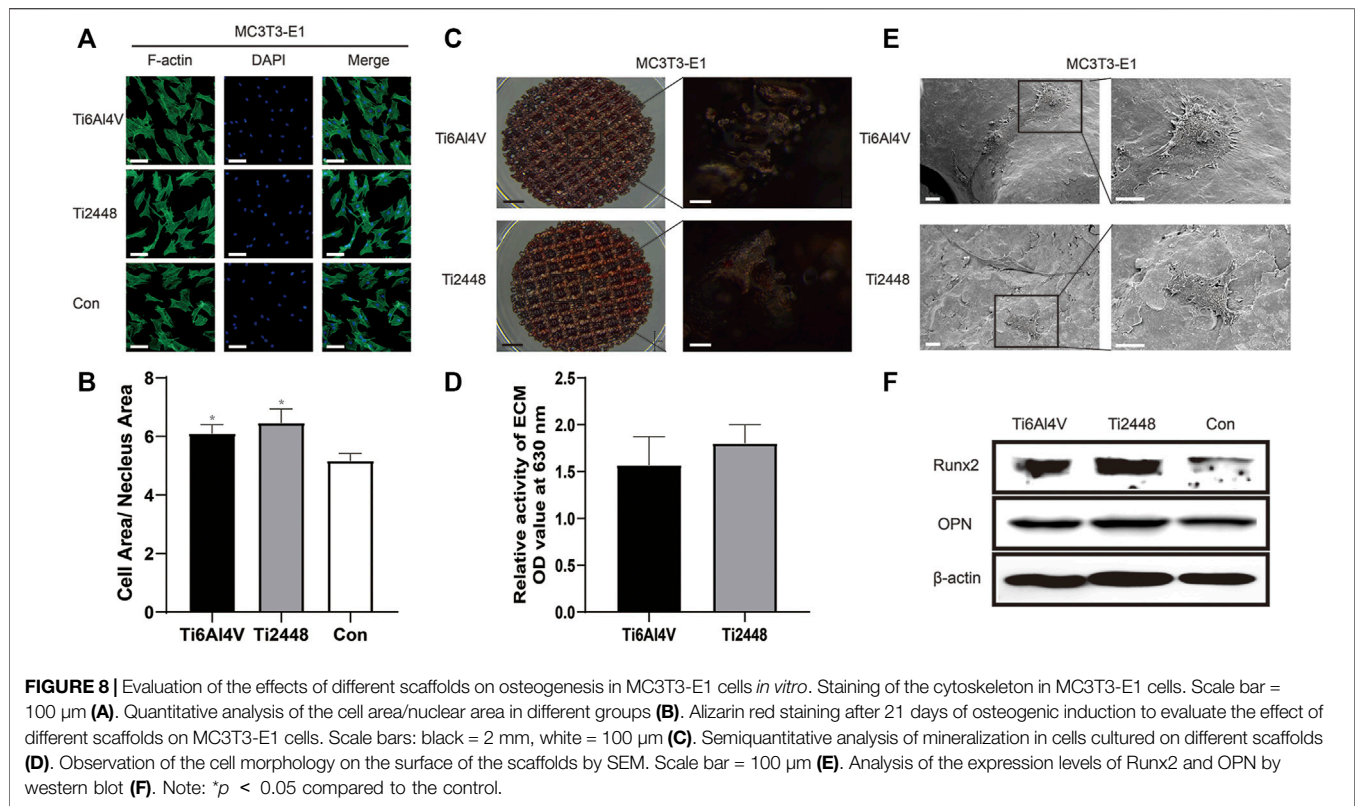 A
MC3T3-E1
F-actin DAPI Merge
Ti6Al4V
Ti2448
Con
B
Cell Area/ Necleus Area
8
6
4
2
0
* *
Ti6Al4V Ti2448 Con
C
MC3T3-E1
Ti6Al4V
Ti2448
D
Relative activity of ECM
OD value at 630 nm
2.5
2.0
1.5
1.0
0.5
0.0
Ti6Al4V Ti2448
E
MC3T3-E1
Ti6Al4V
Ti2448
F
Ti6Al4V Ti2448 Con
Runx2
OPN
β-actin
FIGURE 8 | Evaluation of the effects of different scaffolds on osteogenesis in MC3T3-E1 cells in vitro. Staining of the cytoskeleton in MC3T3-E1 cells. Scale bar =
100 µm (A). Quantitative analysis of the cell area/nuclear area in different groups (B). Alizarin red staining after 21 days of osteogenic induction to evaluate the effect of
different scaffolds on MC3T3-E1 cells. Scale bars: black = 2 mm, white = 100 µm (C). Semiquantitative analysis of mineralization in cells cultured on different scaffolds
(D). Observation of the cell morphology on the surface of the scaffolds by SEM. Scale bar = 100 µm (E). Analysis of the expression levels of Runx2 and OPN by
western blot (F). Note: *p < 0.05 compared to the control.